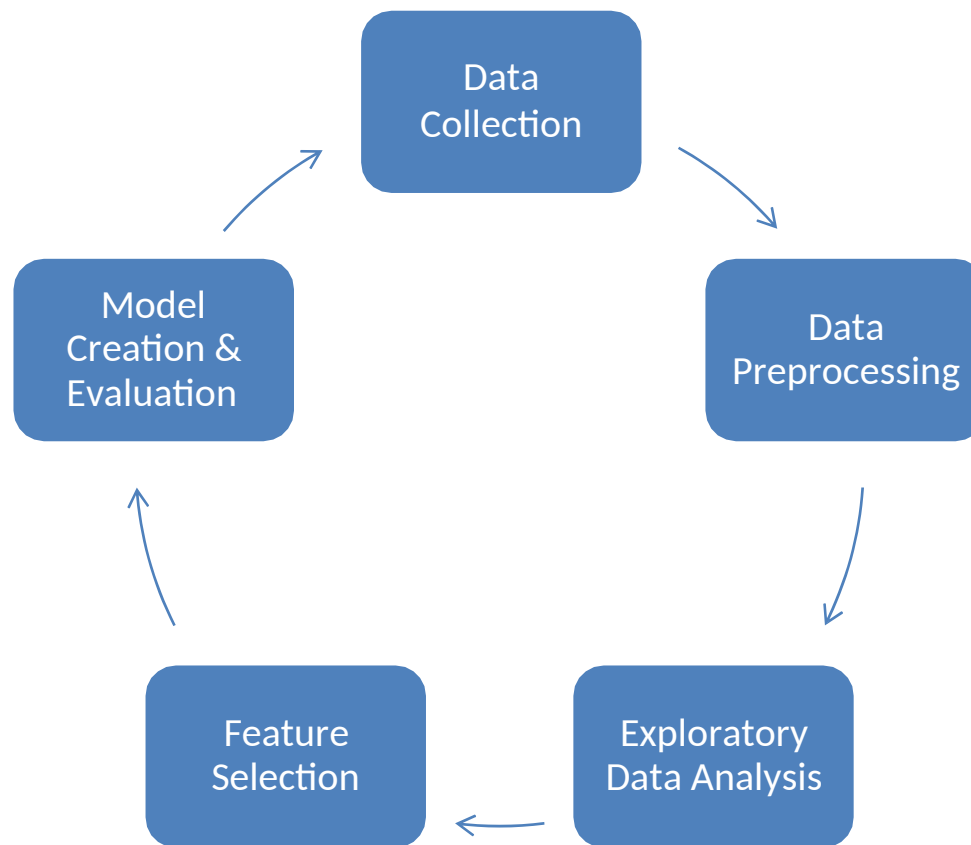 Data
Collection
Data
Preprocessing
Exploratory
Data Analysis
Feature
Selection
Model
Creation &
Evaluation